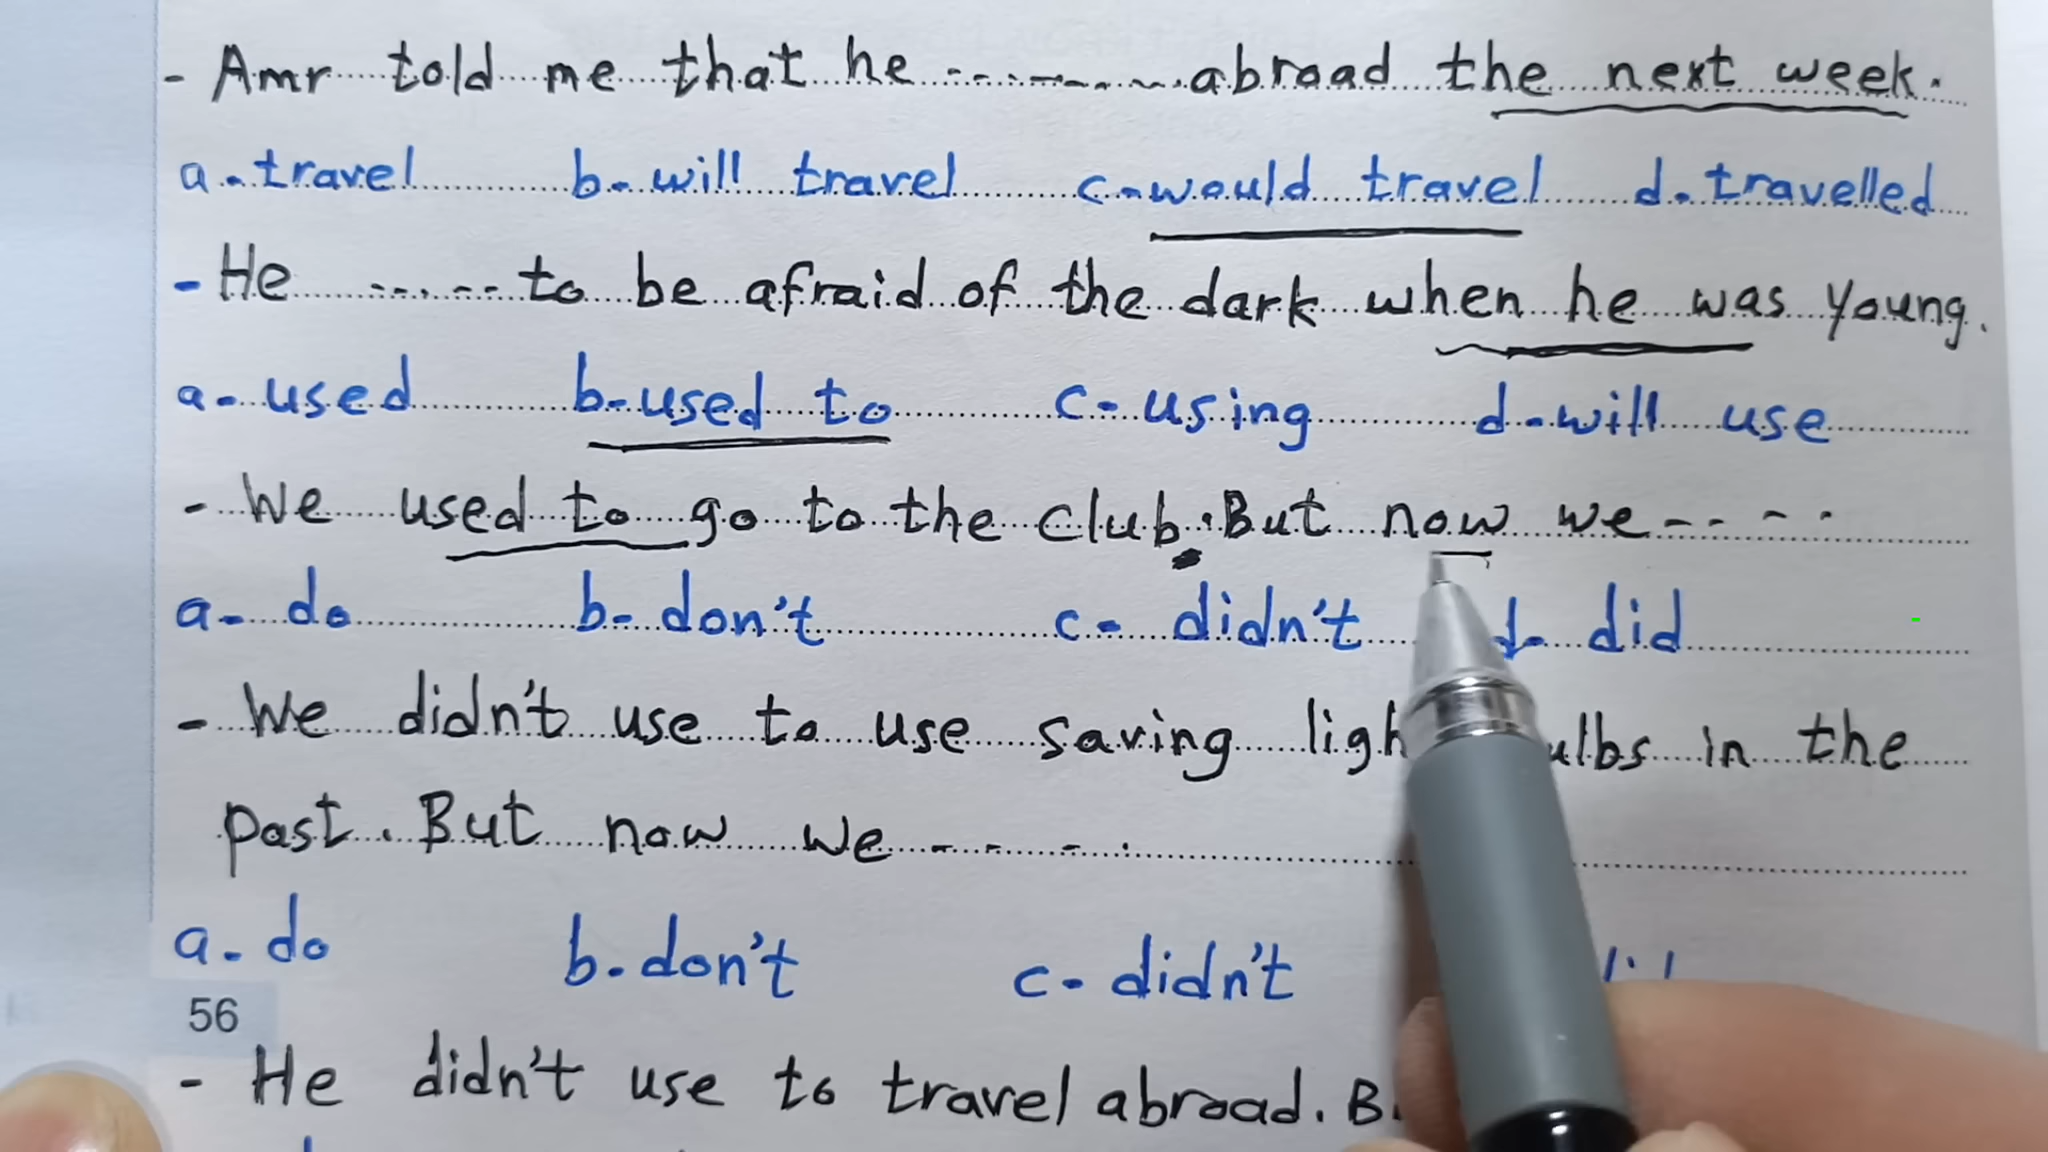 - Amr told me that he ............ abroad the next week.
a- travel b- will travel c- would travel d- travelled
- He ........ to be afraid of the dark when he was young.
a- used b- used to c- using d- will use
- We used to go to the club. But now we - - - -
a- do b- don't c- didn't d- did
- We didn't use to use saving in the
past. But now we - - - -
a- do b- don't c- didn't
56
- He didn't use to travel abroad.